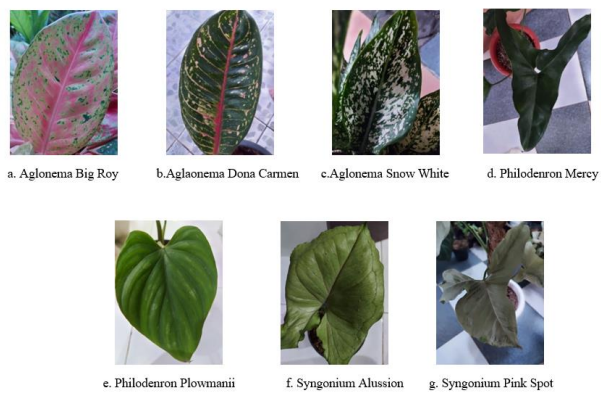 a. Aglonema Big Roy
b.Aglaonema Dona Carmen
c.Aglonema Snow White
d. Philodenron Mercy
e. Philodenron Plowmanii
f. Syngonium Alussion
g. Syngonium Pink Spot